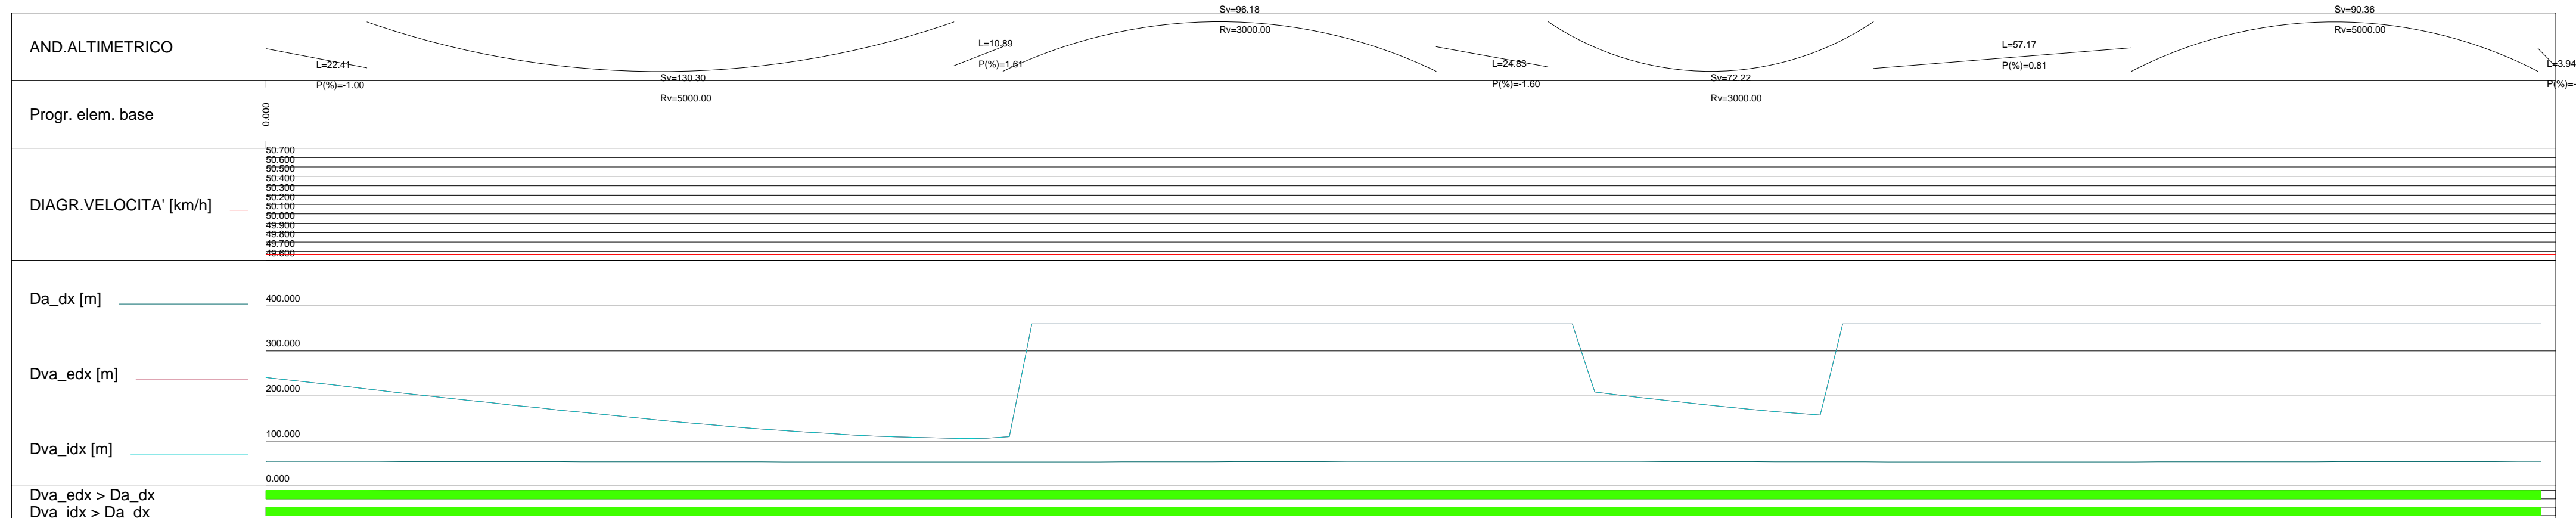 AND.ALTIMETRICO
L=22.41
P(%)=-1.00
Sv=130.30
Rv=5000.00
L=10.89
P(%)=1.61
Sv=96.18
Rv=3000.00
L=24.83
P(%)=-1.60
Sv=72.22
Rv=3000.00
L=57.17
P(%)=0.81
Sv=90.36
Rv=5000.00
L=3.94
P(%)=-
Progr. elem. base
0.000
DIAGR.VELOCITA' [km/h]
50.700
50.600
50.500
50.400
50.300
50.200
50.100
50.000
49.900
49.800
49.700
49.600
Da_dx [m]
400.000
300.000
Dva_edx [m]
200.000
100.000
Dva_idx [m]
0.000
Dva_edx > Da_dx
Dva_idx > Da_dx